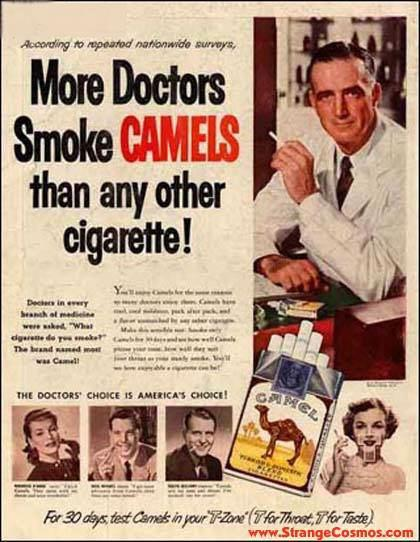 According to repeated nationwide surveys,
More Doctors
Smoke CAMELS
than any other
cigarette!
Doctors in every
branch of medicine
were asked, "What
cigarette do you smoke?"
The brand named most
was Camel!
You'll enjoy Camels for the same reasons
so many doctors enjoy them. Camels have
cool, cool mildness, pack after pack, and
a flavor unmatched by any other cigarette.
Make this sensible test: Smoke only
Camels for 30 days and see how well Camels
please your taste, how well they suit
your throat as your steady smoke. You'll
see how enjoyable a cigarette can be!
THE DOCTORS' CHOICE IS AMERICA'S CHOICE!
CAMEL
TURKISH & DOMESTIC
BLEND
CIGARETTES
For 30 days, test Camels in your "T-Zone" (T for Throat, T for Taste).
www.StrangeCosmos.com